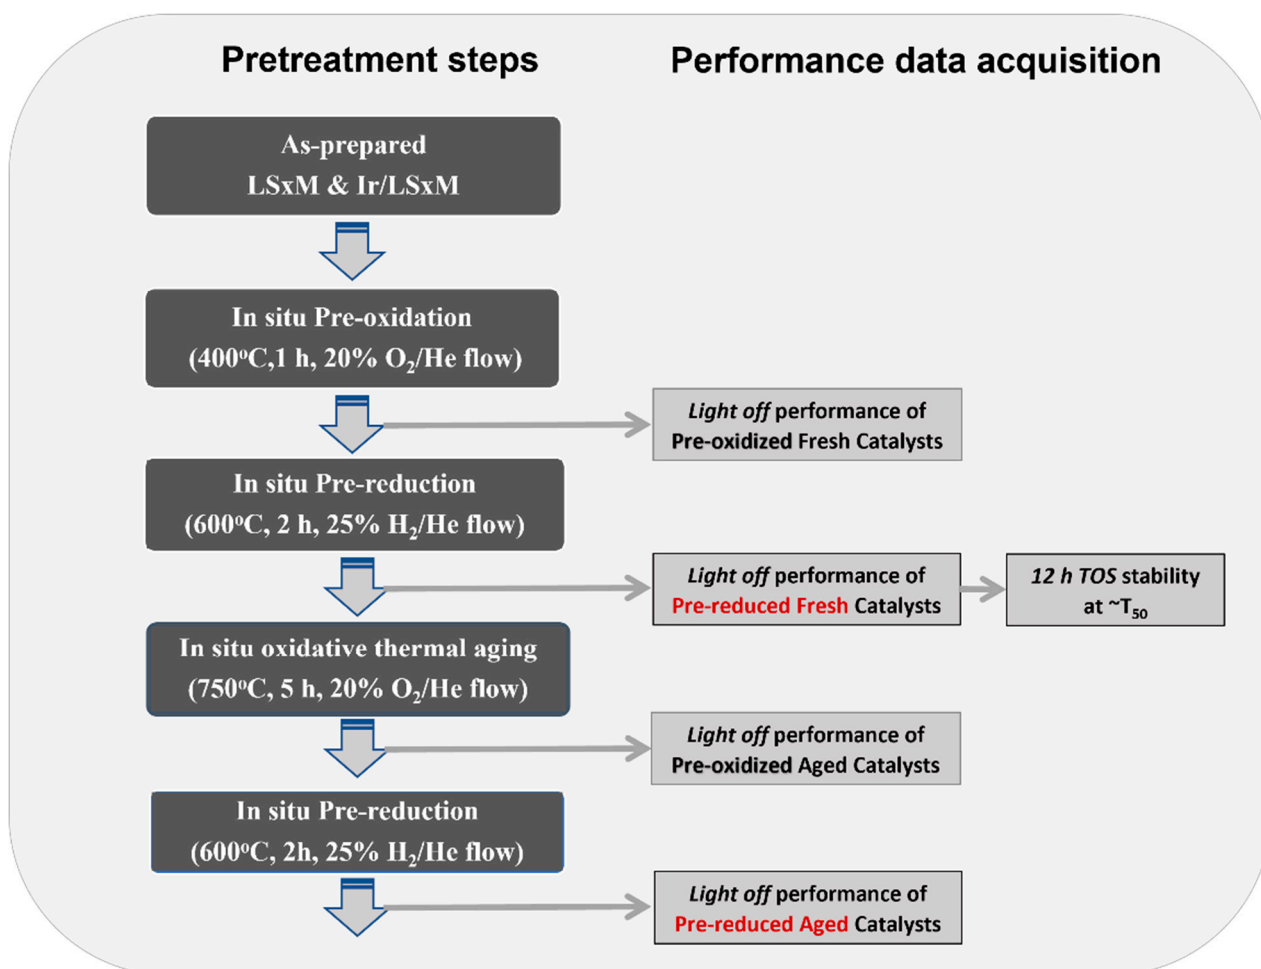 Pretreatment steps
Performance data acquisition
As-prepared
LSxM & Ir/LSxM
In situ Pre-oxidation
(400°C,1 h, 20% O₂/He flow)
Light off performance of
Pre-oxidized Fresh Catalysts
In situ Pre-reduction
(600°C, 2 h, 25% H₂/He flow)
Light off performance of
Pre-reduced Fresh Catalysts
12 h TOS stability
at ~T₅₀
In situ oxidative thermal aging
(750°C, 5 h, 20% O₂/He flow)
Light off performance of
Pre-oxidized Aged Catalysts
In situ Pre-reduction
(600°C, 2h, 25% H₂/He flow)
Light off performance of
Pre-reduced Aged Catalysts